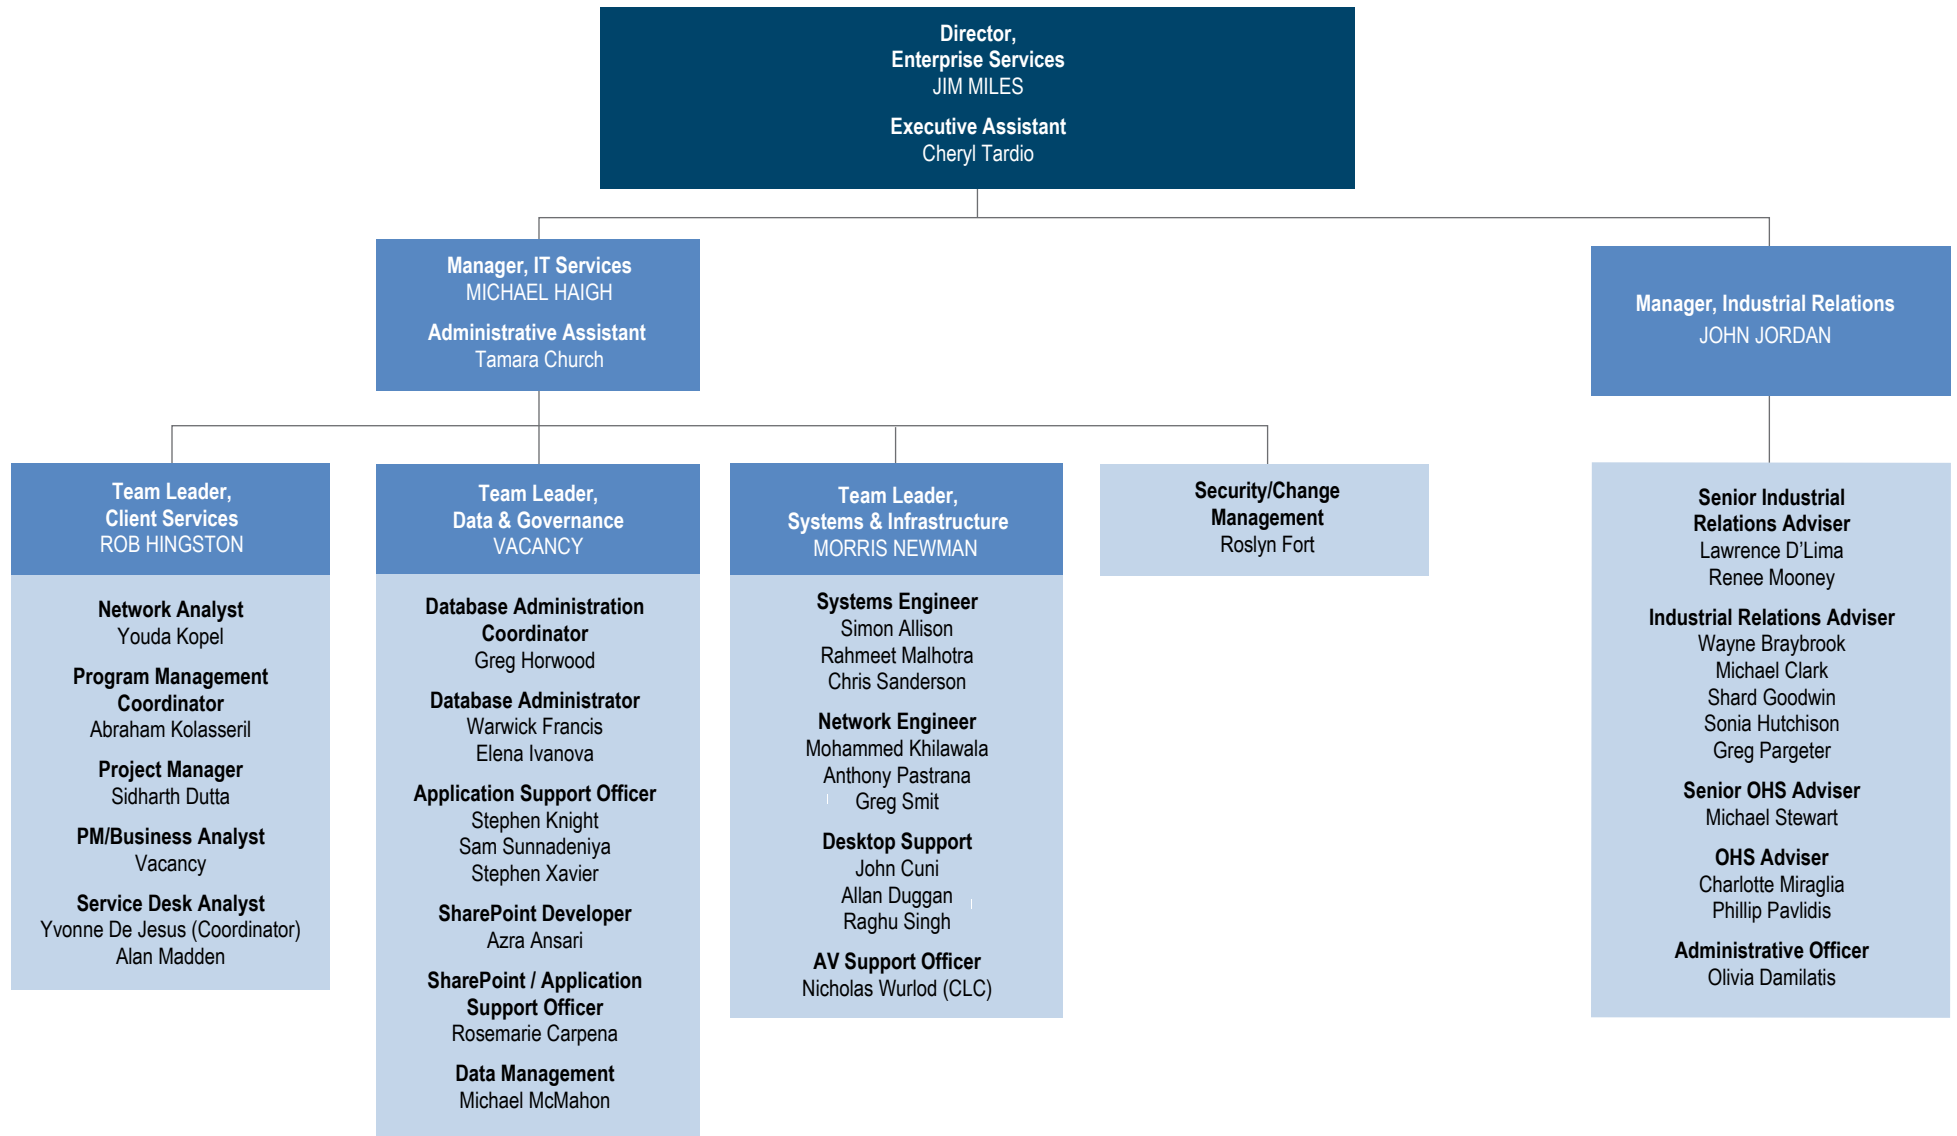 Director,
Enterprise Services
JIM MILES
Executive Assistant
Cheryl Tardio
Manager, IT Services
MICHAEL HAIGH
Administrative Assistant
Tamara Church
Manager, Industrial Relations
JOHN JORDAN
Team Leader,
Client Services
ROB HINGSTON
Network Analyst
Youda Kopel
Program Management
Coordinator
Abraham Kolasseril
Project Manager
Sidharth Dutta
PM/Business Analyst
Vacancy
Service Desk Analyst
Yvonne De Jesus (Coordinator)
Alan Madden
Team Leader,
Data & Governance
VACANCY
Database Administration
Coordinator
Greg Horwood
Database Administrator
Warwick Francis
Elena Ivanova
Application Support Officer
Stephen Knight
Sam Sunnadeniya
Stephen Xavier
SharePoint Developer
Azra Ansari
SharePoint / Application
Support Officer
Rosemarie Carpena
Data Management
Michael McMahon
Team Leader,
Systems & Infrastructure
MORRIS NEWMAN
Systems Engineer
Simon Allison
Rahmeet Malhotra
Chris Sanderson
Network Engineer
Mohammed Khilawala
Anthony Pastrana
Greg Smit
Desktop Support
John Cuni
Allan Duggan
Raghu Singh
AV Support Officer
Nicholas Wurlod (CLC)
Security/Change
Management
Roslyn Fort
Senior Industrial
Relations Adviser
Lawrence D’Lima
Renee Mooney
Industrial Relations Adviser
Wayne Braybrook
Michael Clark
Shard Goodwin
Sonia Hutchison
Greg Pargeter
Senior OHS Adviser
Michael Stewart
OHS Adviser
Charlotte Miraglia
Phillip Pavlidis
Administrative Officer
Olivia Damilatis